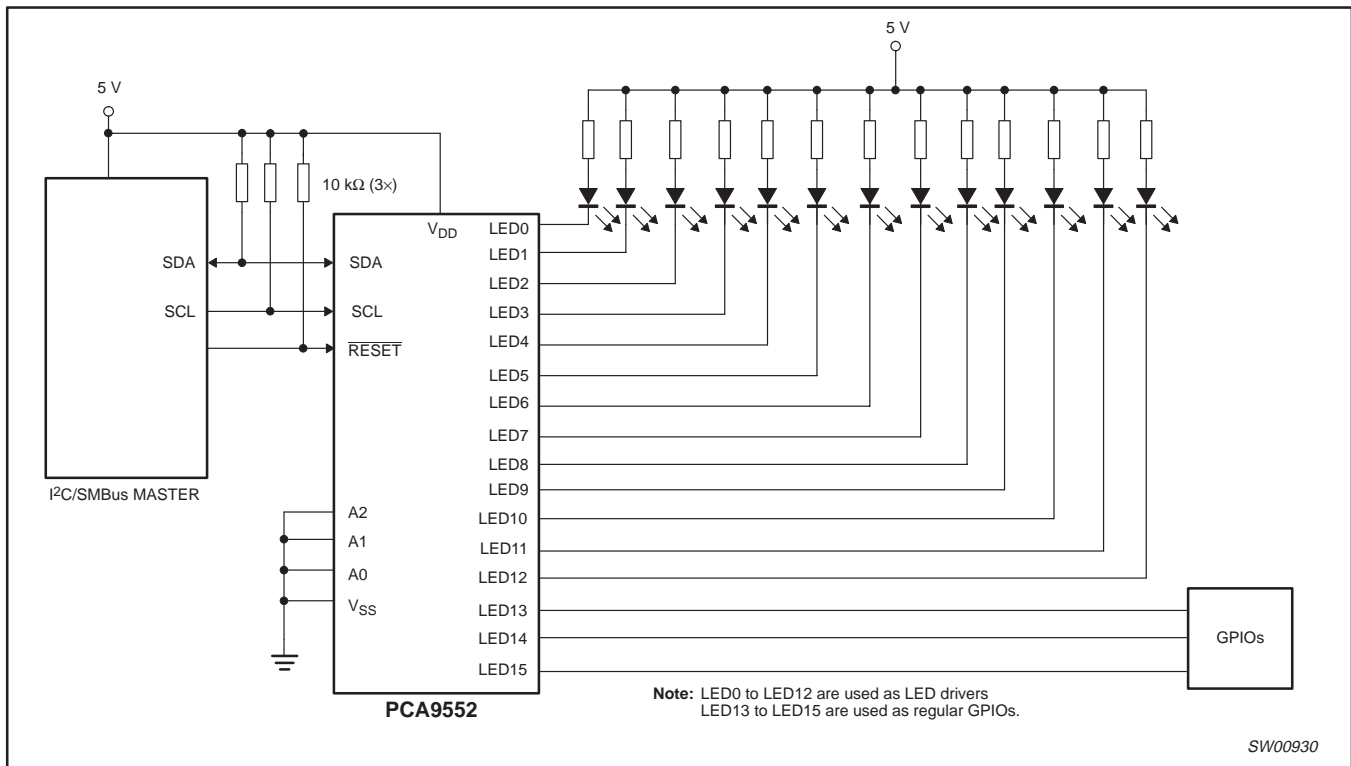 5 V
5 V
10 kΩ (3×)
V_DD
SDA
SCL
SDA
SCL
RESET
I²C/SMBus MASTER
A2
A1
A0
V_SS
LED0
LED1
LED2
LED3
LED4
LED5
LED6
LED7
LED8
LED9
LED10
LED11
LED12
LED13
LED14
LED15
GPIOs
PCA9552
Note: LED0 to LED12 are used as LED drivers
LED13 to LED15 are used as regular GPIOs.
SW00930